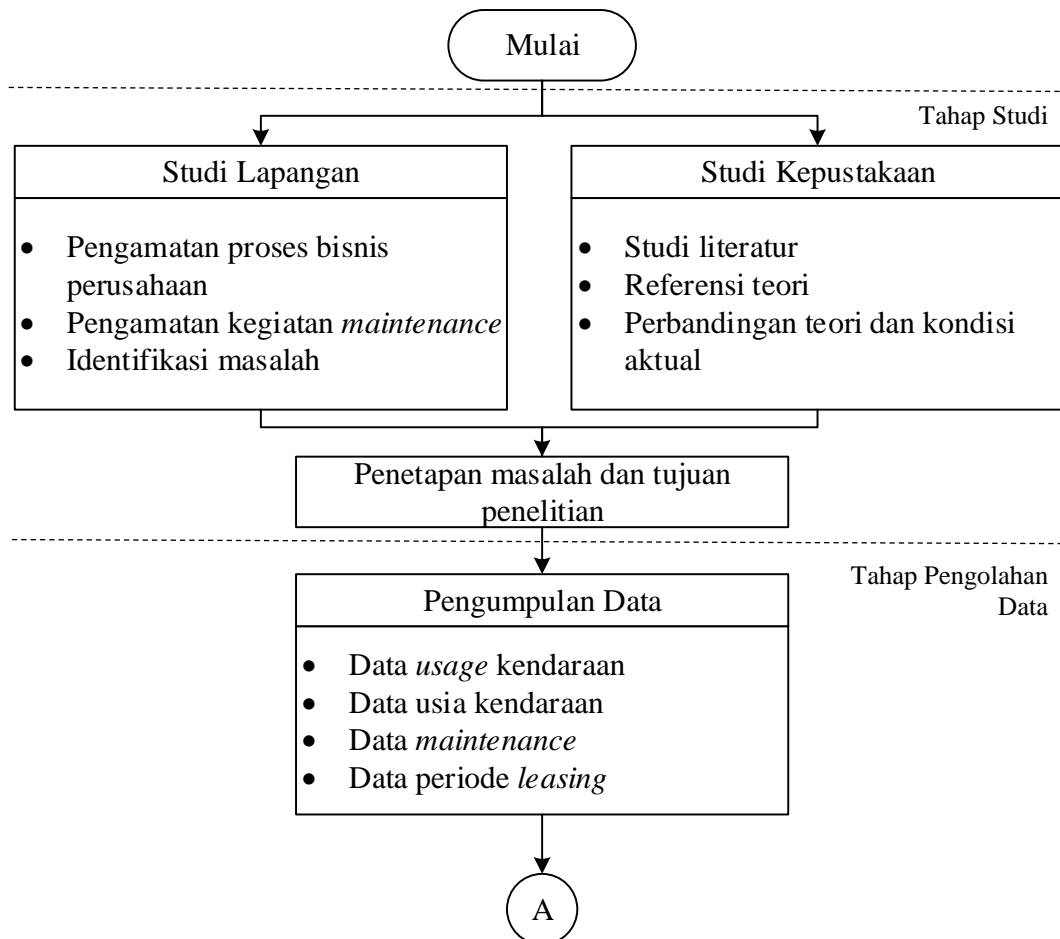 Mulai
Tahap Studi
Studi Lapangan
• Pengamatan proses bisnis
perusahaan
• Pengamatan kegiatan maintenance
• Identifikasi masalah
Studi Kepustakaan
• Studi literatur
• Referensi teori
• Perbandingan teori dan kondisi
aktual
Penetapan masalah dan tujuan
penelitian
Tahap Pengolahan
Data
Pengumpulan Data
• Data usage kendaraan
• Data usia kendaraan
• Data maintenance
• Data periode leasing
A